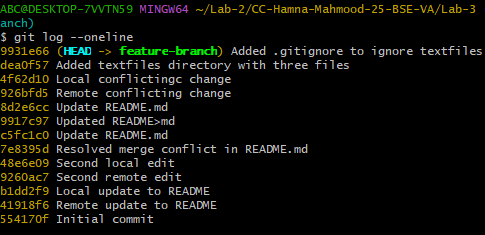 ABC@DESKTOP-7VVTN59 MINGW64 ~/Lab-2/CC-Hamna-Mahmood-25-BSE-VA/Lab-3
anch)
$ git log --oneline
9931e66 (HEAD -> feature-branch) Added .gitignore to ignore textfiles
dea0f57 Added textfiles directory with three files
4f62d10 Local conflictingc change
926bfd5 Remote conflicting change
8d2e6cc Update README.md
9917c97 Updated README>md
c5fc1c0 Update README.md
7e8395d Resolved merge conflict in README.md
48e6e09 Second local edit
9260ac7 Second remote edit
b1dd2f9 Local update to README
41918f6 Remote update to README
554170f Initial commit